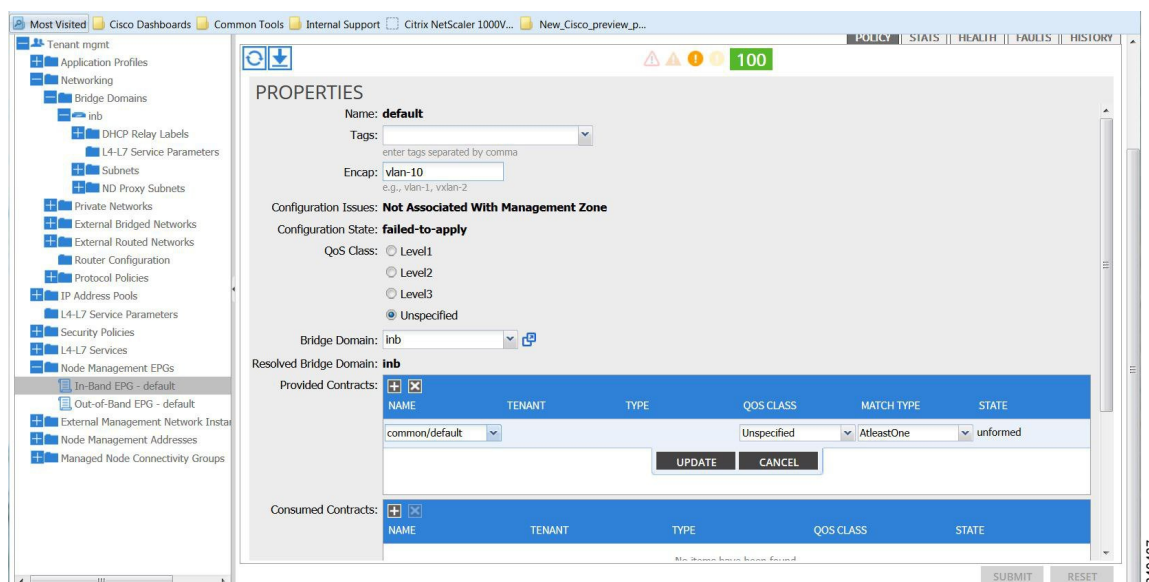 Most Visited Cisco Dashboards Common Tools Internal Support Citrix NetScaler 1000V... New_Cisco_preview_p...
Tenant mgmt
Application Profiles
Networking
Bridge Domains
inb
DHCP Relay Labels
L4-L7 Service Parameters
Subnets
ND Proxy Subnets
Private Networks
External Bridged Networks
External Routed Networks
Router Configuration
Protocol Policies
IP Address Pools
L4-L7 Service Parameters
Security Policies
L4-L7 Services
Node Management EPGs
In-Band EPG - default
Out-of-Band EPG - default
External Management Network Instar
Node Management Addresses
Managed Node Connectivity Groups
POLICY STATS HEALTH FAULTS HISTORY
100
PROPERTIES
Name: default
Tags:
enter tags separated by comma
Encap: vlan-10
e.g., vlan-1, vxlan-2
Configuration Issues: Not Associated With Management Zone
Configuration State: failed-to-apply
QoS Class: Level1
Level2
Level3
Unspecified
Bridge Domain: inb
Resolved Bridge Domain: inb
Provided Contracts:
NAME TENANT TYPE QOS CLASS MATCH TYPE STATE
common/default Unspecified AtleastOne unformed
UPDATE CANCEL
Consumed Contracts:
NAME TENANT TYPE QOS CLASS STATE
No items have been found
SUBMIT RESET